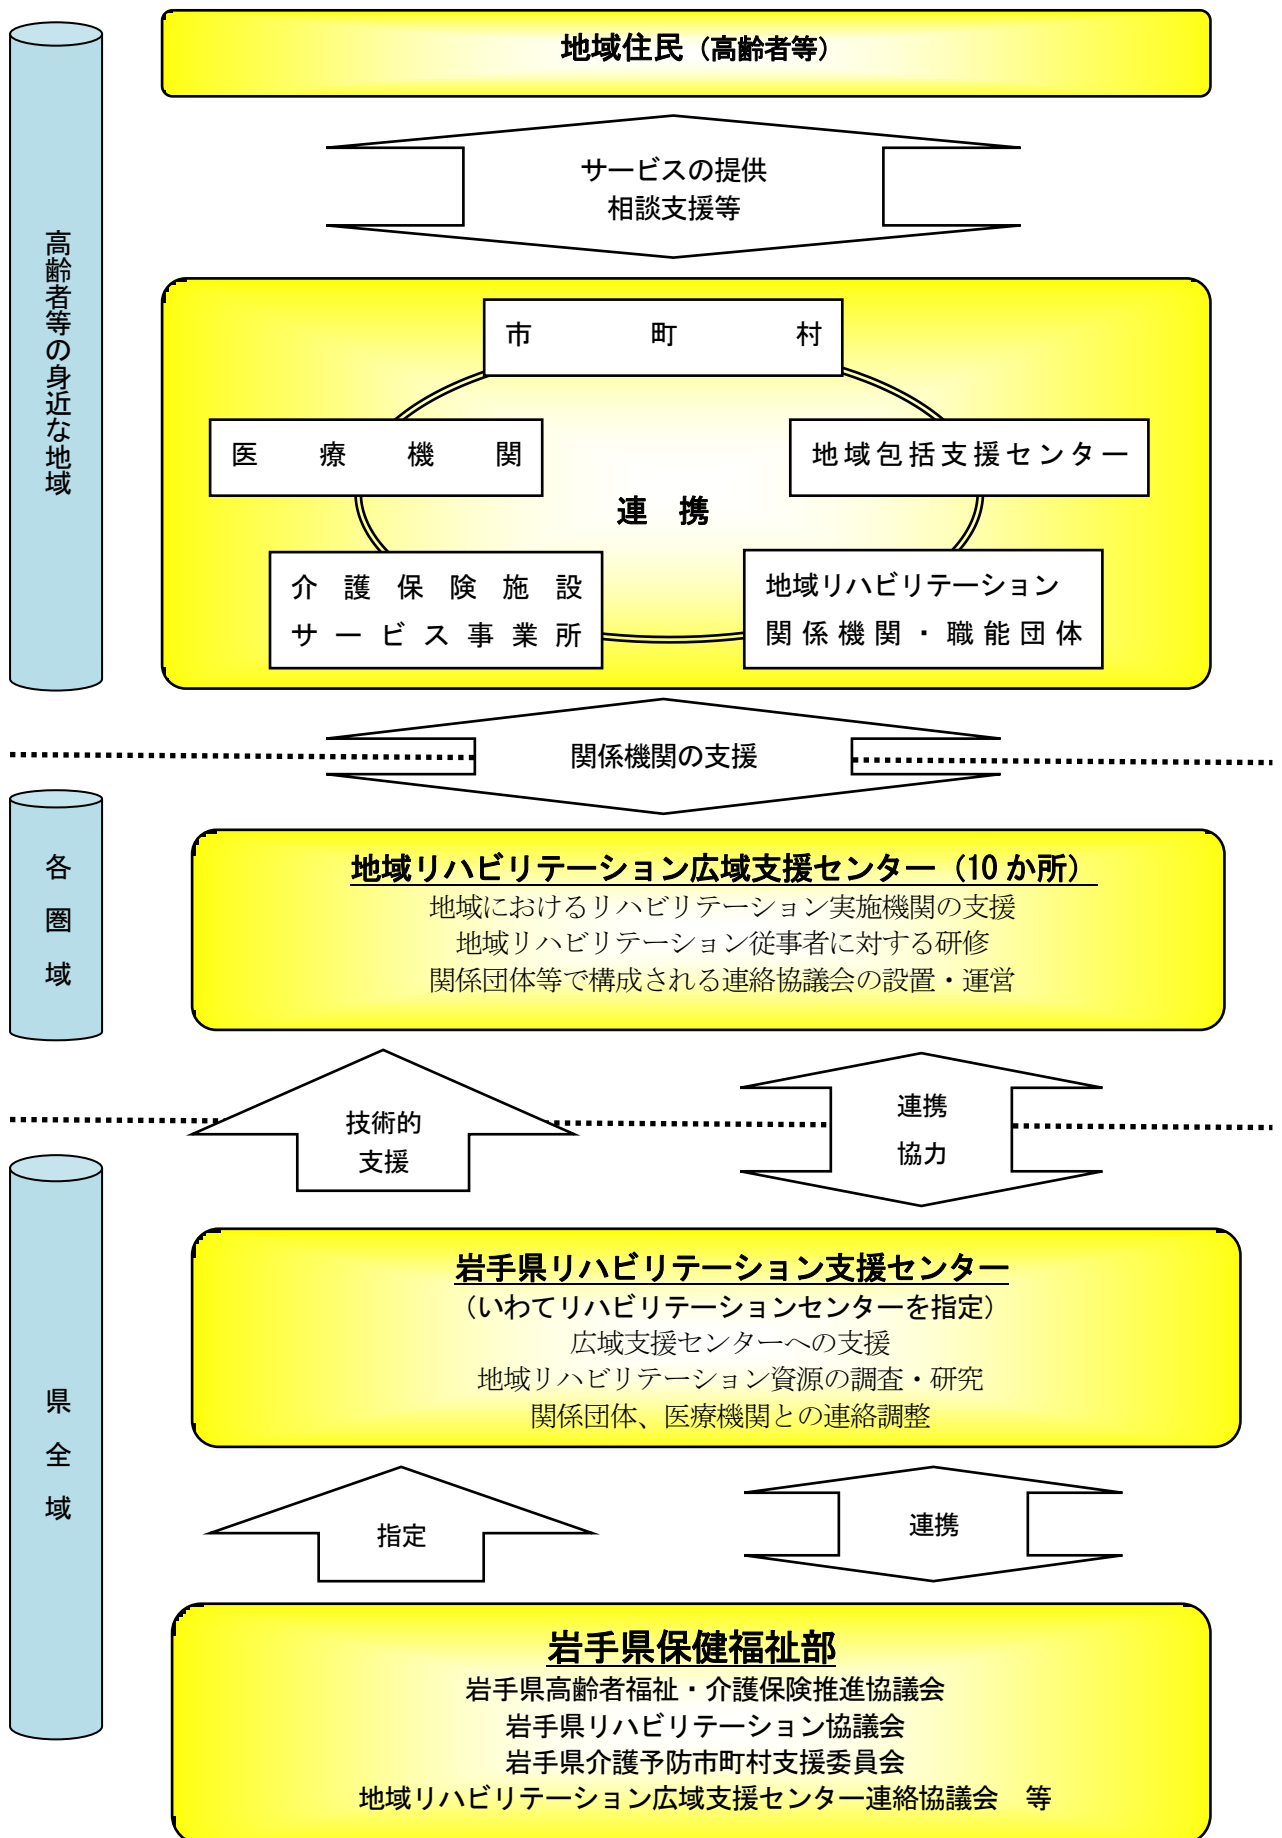 地域住民（高齢者等）
サービスの提供
相談支援等
高齢者等の身近な地域
市町村
医療機関
地域包括支援センター
連　携
介護保険施設
サービス事業所
地域リハビリテーション
関係機関・職能団体
関係機関の支援
各圏域
地域リハビリテーション広域支援センター（10か所）
地域におけるリハビリテーション実施機関の支援
地域リハビリテーション従事者に対する研修
関係団体等で構成される連絡協議会の設置・運営
技術的
支援
連携
協力
県全域
岩手県リハビリテーション支援センター
（いわてリハビリテーションセンターを指定）
広域支援センターへの支援
地域リハビリテーション資源の調査・研究
関係団体、医療機関との連絡調整
指定
連携
岩手県保健福祉部
岩手県高齢者福祉・介護保険推進協議会
岩手県リハビリテーション協議会
岩手県介護予防市町村支援委員会
地域リハビリテーション広域支援センター連絡協議会　等